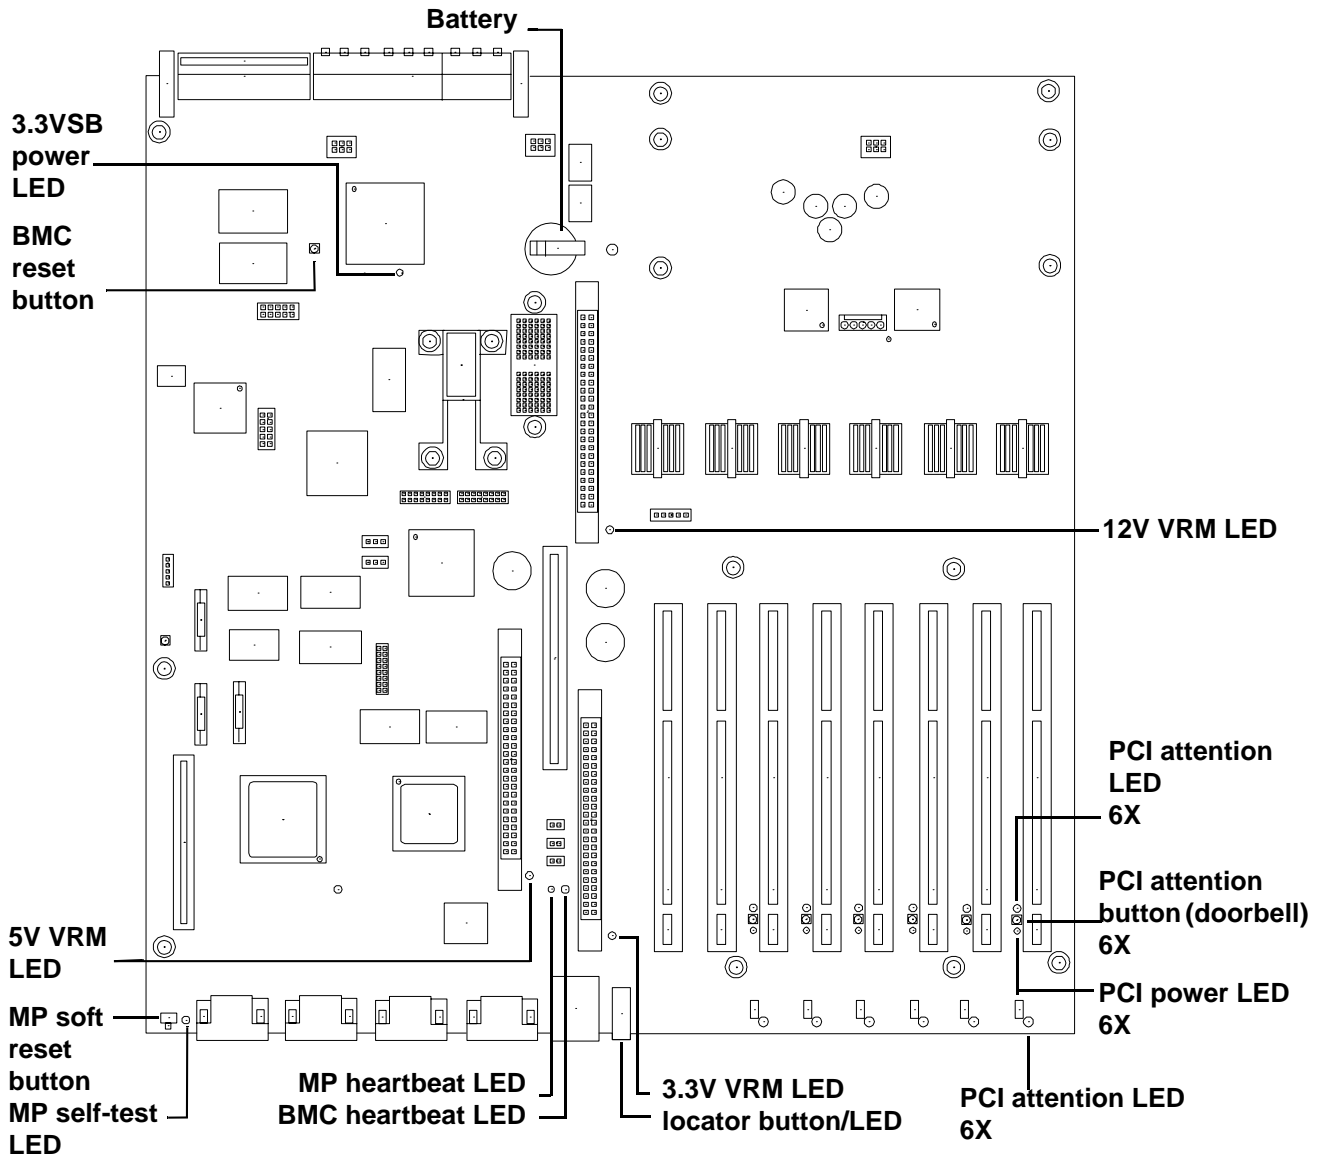 Battery
3.3VSB
power
LED
BMC
reset
button
12V VRM LED
PCI attention
LED
6X
PCI attention
button (doorbell)
6X
5V VRM
LED
PCI power LED
6X
MP soft
reset
button
MP self-test
LED
MP heartbeat LED
BMC heartbeat LED
3.3V VRM LED
locator button/LED
PCI attention LED
6X